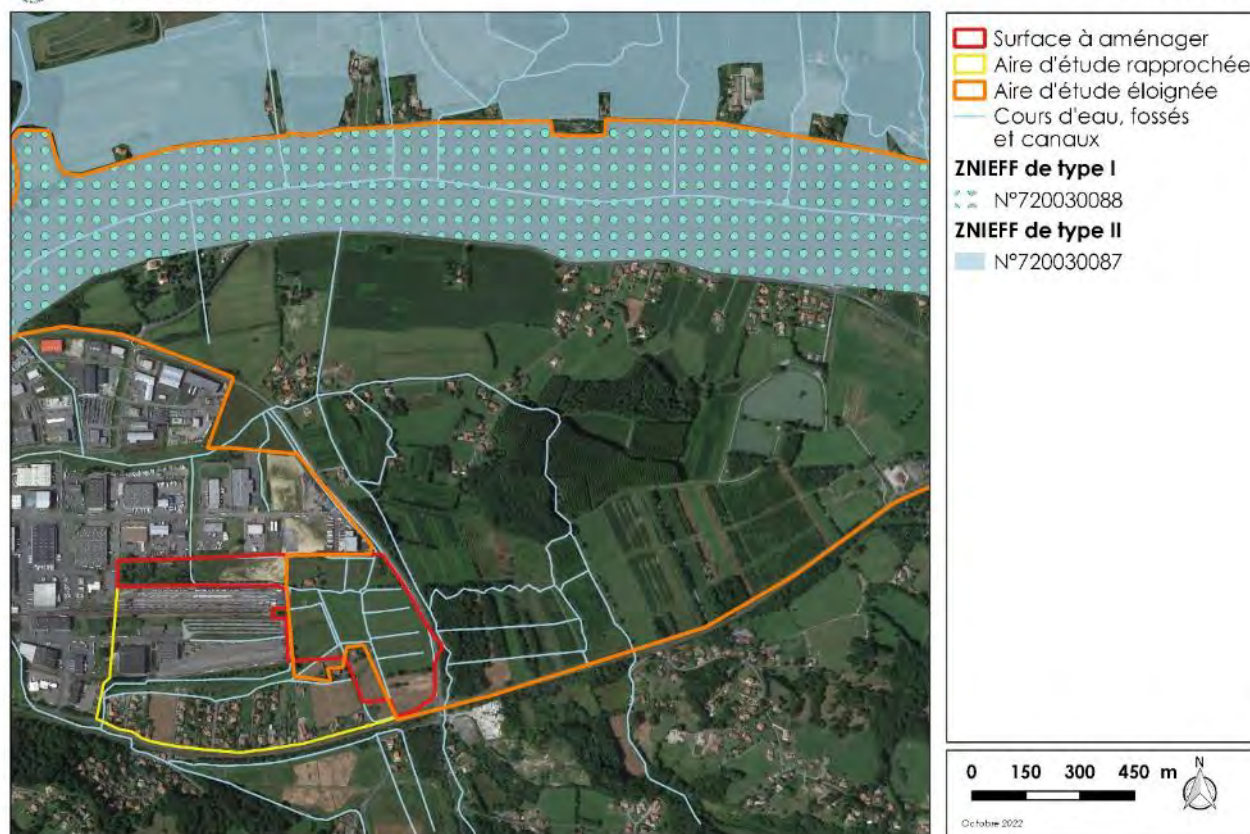 Surface à aménager
Aire d'étude rapprochée
Aire d'étude éloignée
Cours d'eau, fossés
et canaux
ZNIEFF de type I
N°720030088
ZNIEFF de type II
N°720030087
0 150 300 450 m
N
Octobre 2022